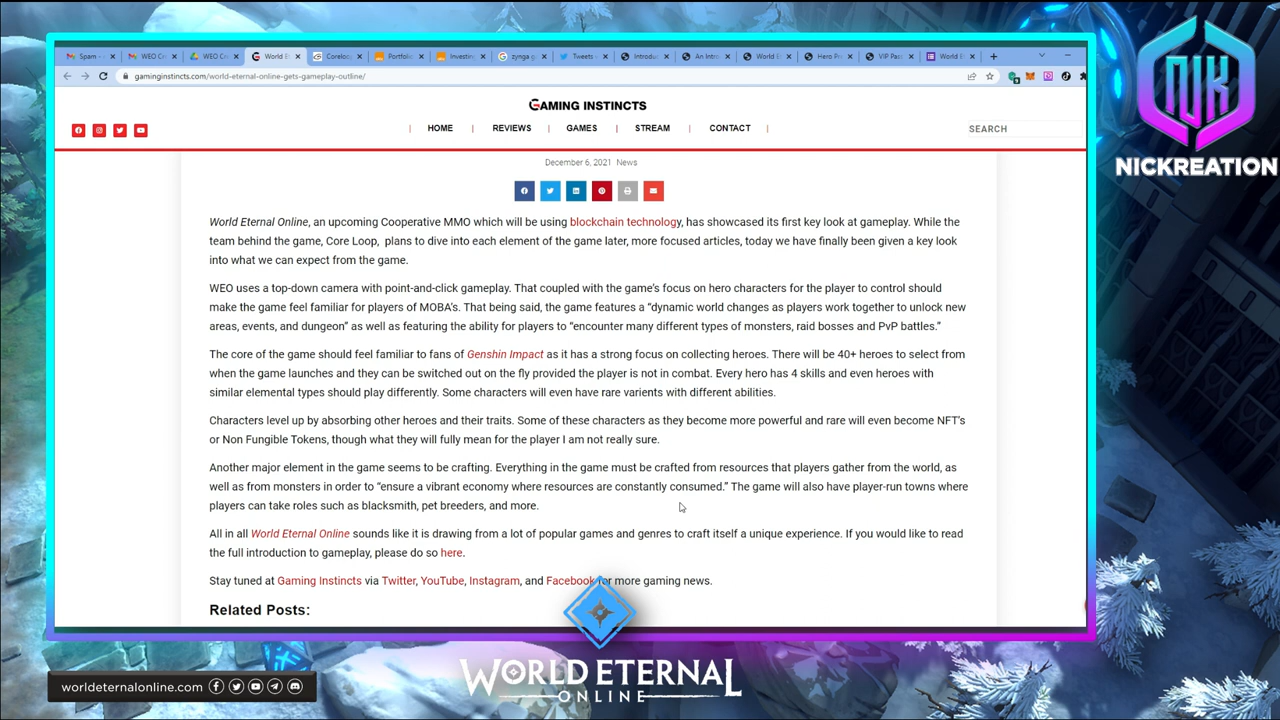 Spam -
WEO Cr
WEO Cr
World Et
Coreloo
Portfolio
Investin
zynga g
Tweets
Introdu
An Intro
World E
Hero P
VIP Pas
World E
gaminginstincts.com/world-eternal-online-gets-gameplay-outline/
GAMING INSTINCTS
HOME
REVIEWS
GAMES
STREAM
CONTACT
SEARCH
NICKREATION
December 6, 2021 News
World Eternal Online, an upcoming Cooperative MMO which will be using blockchain technology, has showcased its first key look at gameplay. While the
team behind the game, Core Loop, plans to dive into each element of the game later, more focused articles, today we have finally been given a key look
into what we can expect from the game.
WEO uses a top-down camera with point-and-click gameplay. That coupled with the game's focus on hero characters for the player to control should
make the game feel familiar for players of MOBA's. That being said, the game features a “dynamic world changes as players work together to unlock new
areas, events, and dungeon” as well as featuring the ability for players to “encounter many different types of monsters, raid bosses and PvP battles.”
The core of the game should feel familiar to fans of Genshin Impact as it has a strong focus on collecting heroes. There will be 40+ heroes to select from
when the game launches and they can be switched out on the fly provided the player is not in combat. Every hero has 4 skills and even heroes with
similar elemental types should play differently. Some characters will even have rare varients with different abilities.
Characters level up by absorbing other heroes and their traits. Some of these characters as they become more powerful and rare will even become NFT's
or Non Fungible Tokens, though what they will fully mean for the player I am not really sure.
Another major element in the game seems to be crafting. Everything in the game must be crafted from resources that players gather from the world, as
well as from monsters in order to “ensure a vibrant economy where resources are constantly consumed.” The game will also have player-run towns where
players can take roles such as blacksmith, pet breeders, and more.
All in all World Eternal Online sounds like it is drawing from a lot of popular games and genres to craft itself a unique experience. If you would like to read
the full introduction to gameplay, please do so here.
Stay tuned at Gaming Instincts via Twitter, YouTube, Instagram, and Facebook for more gaming news.
Related Posts:
worldeternalonline.com
WORLD ETERNAL
ONLINE